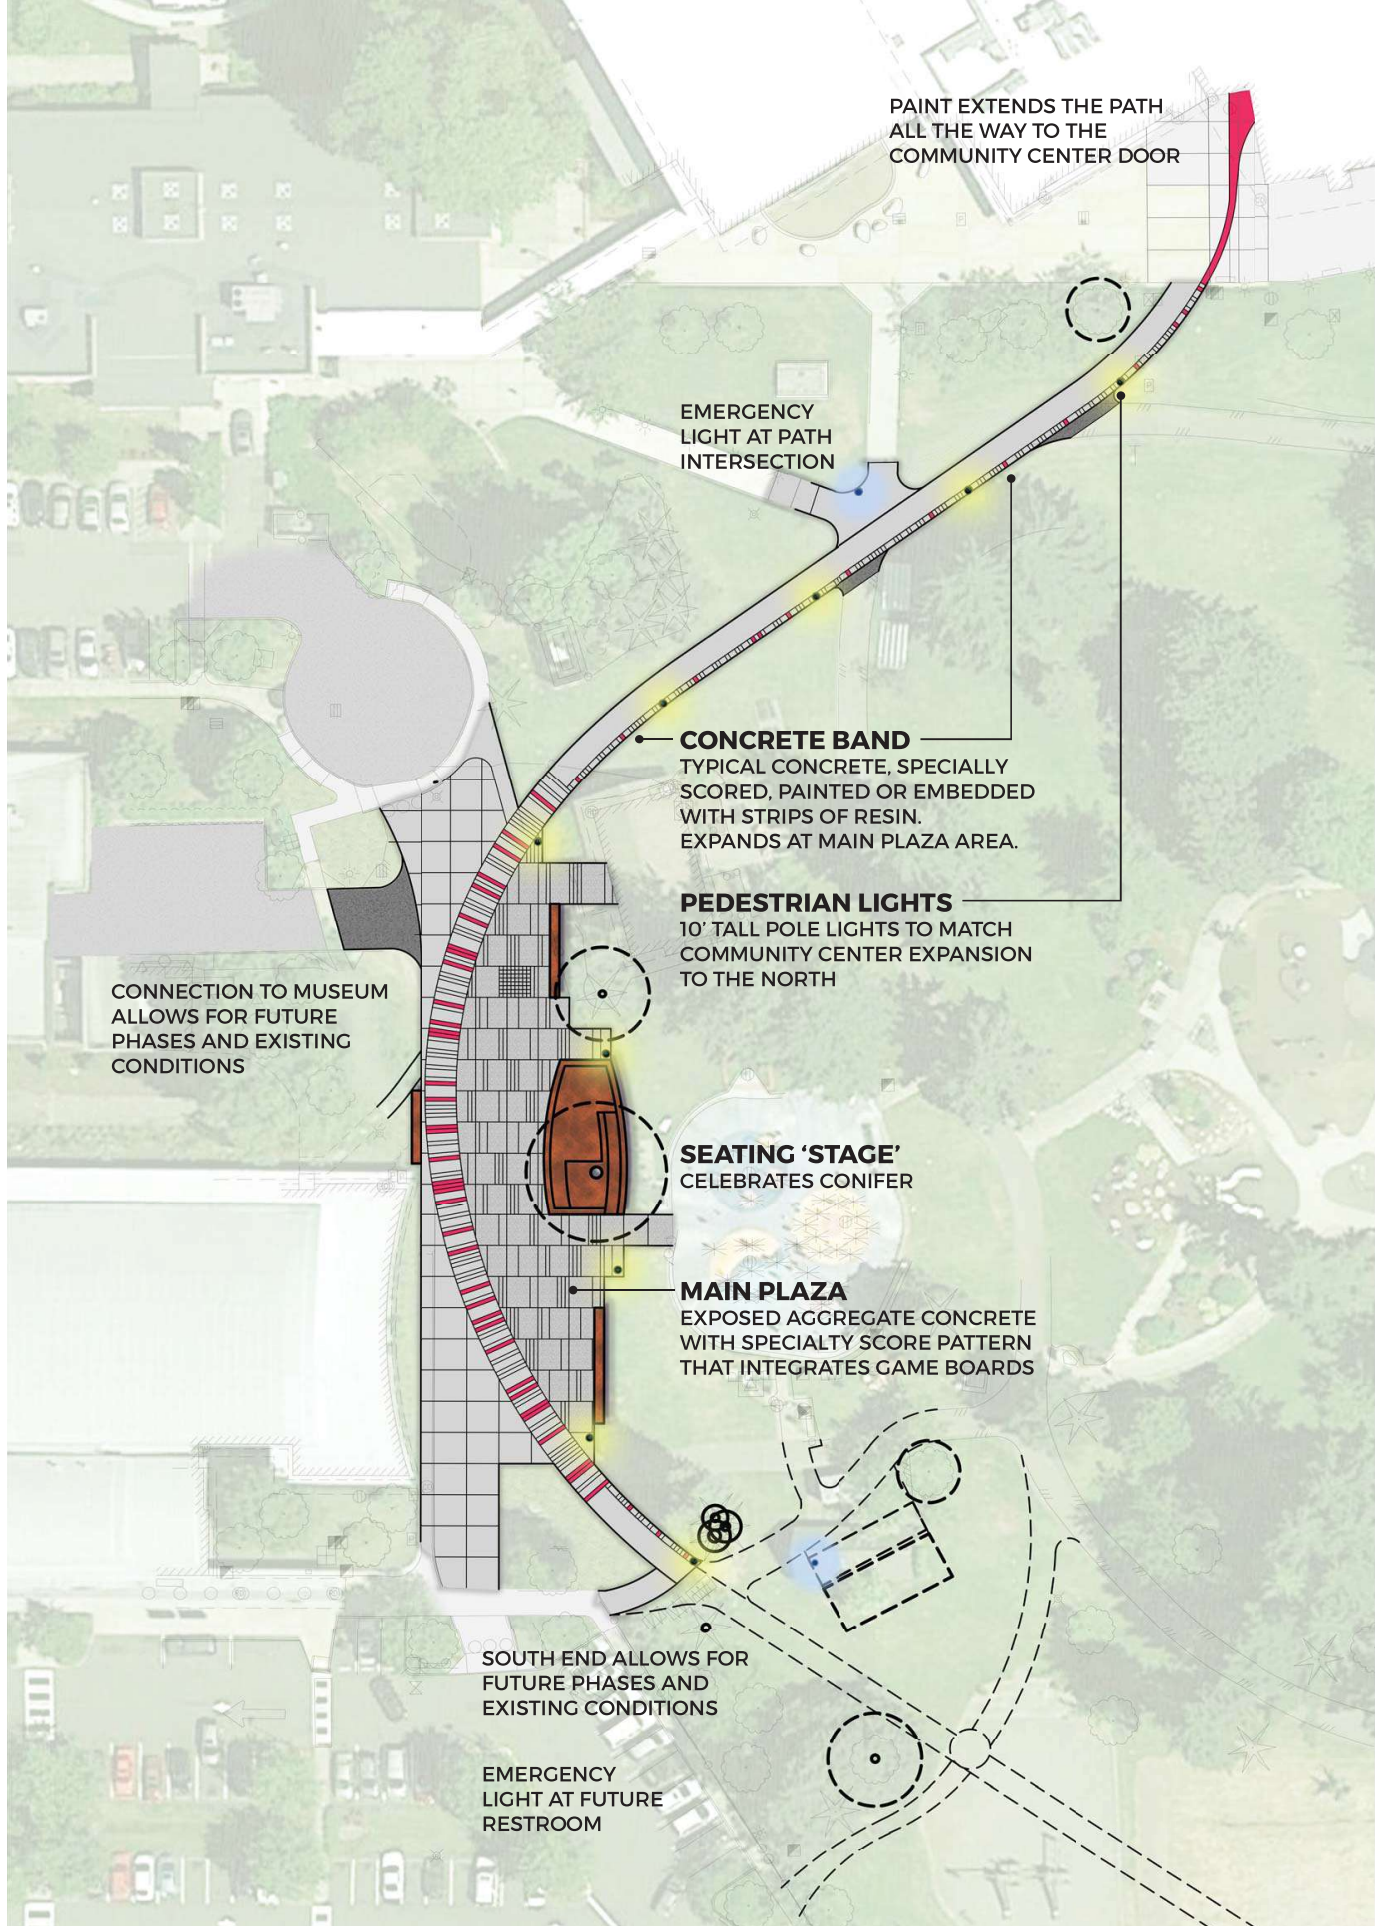 PAINT EXTENDS THE PATH
ALL THE WAY TO THE
COMMUNITY CENTER DOOR
EMERGENCY
LIGHT AT PATH
INTERSECTION
CONCRETE BAND
TYPICAL CONCRETE, SPECIALLY
SCORED, PAINTED OR EMBEDDED
WITH STRIPS OF RESIN.
EXPANDS AT MAIN PLAZA AREA.
PEDESTRIAN LIGHTS
10' TALL POLE LIGHTS TO MATCH
COMMUNITY CENTER EXPANSION
TO THE NORTH
CONNECTION TO MUSEUM
ALLOWS FOR FUTURE
PHASES AND EXISTING
CONDITIONS
SEATING ‘STAGE’
CELEBRATES CONIFER
MAIN PLAZA
EXPOSED AGGREGATE CONCRETE
WITH SPECIALTY SCORE PATTERN
THAT INTEGRATES GAME BOARDS
SOUTH END ALLOWS FOR
FUTURE PHASES AND
EXISTING CONDITIONS
EMERGENCY
LIGHT AT FUTURE
RESTROOM